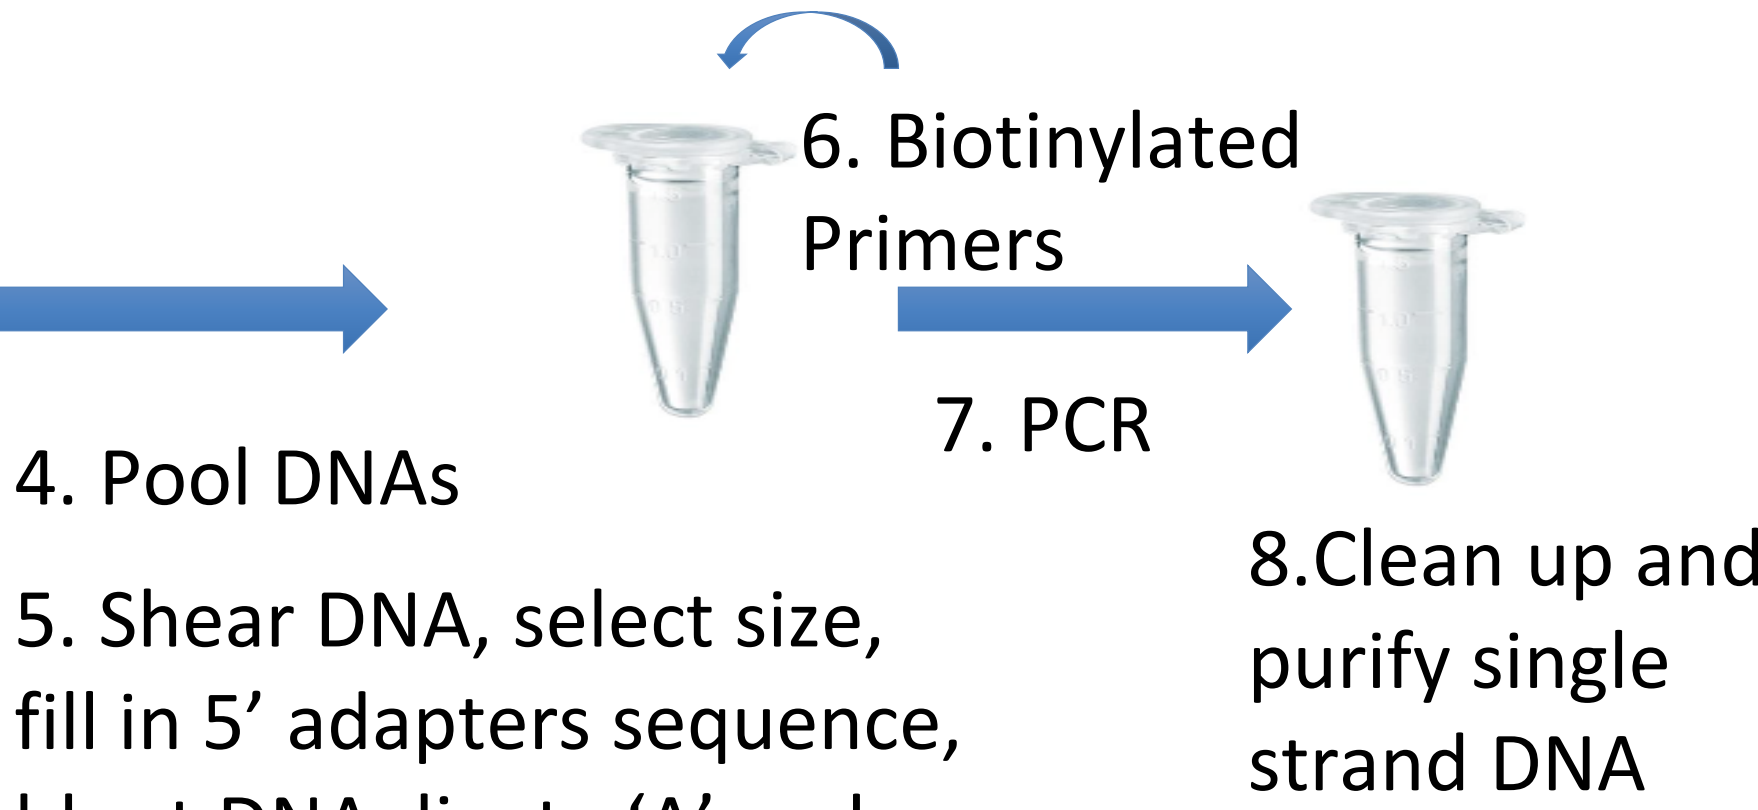 6. Biotinylated
Primers
7. PCR
4. Pool DNAs
8.Clean up and
purify single
strand DNA
5. Shear DNA, select size,
fill in 5’ adapters sequence,